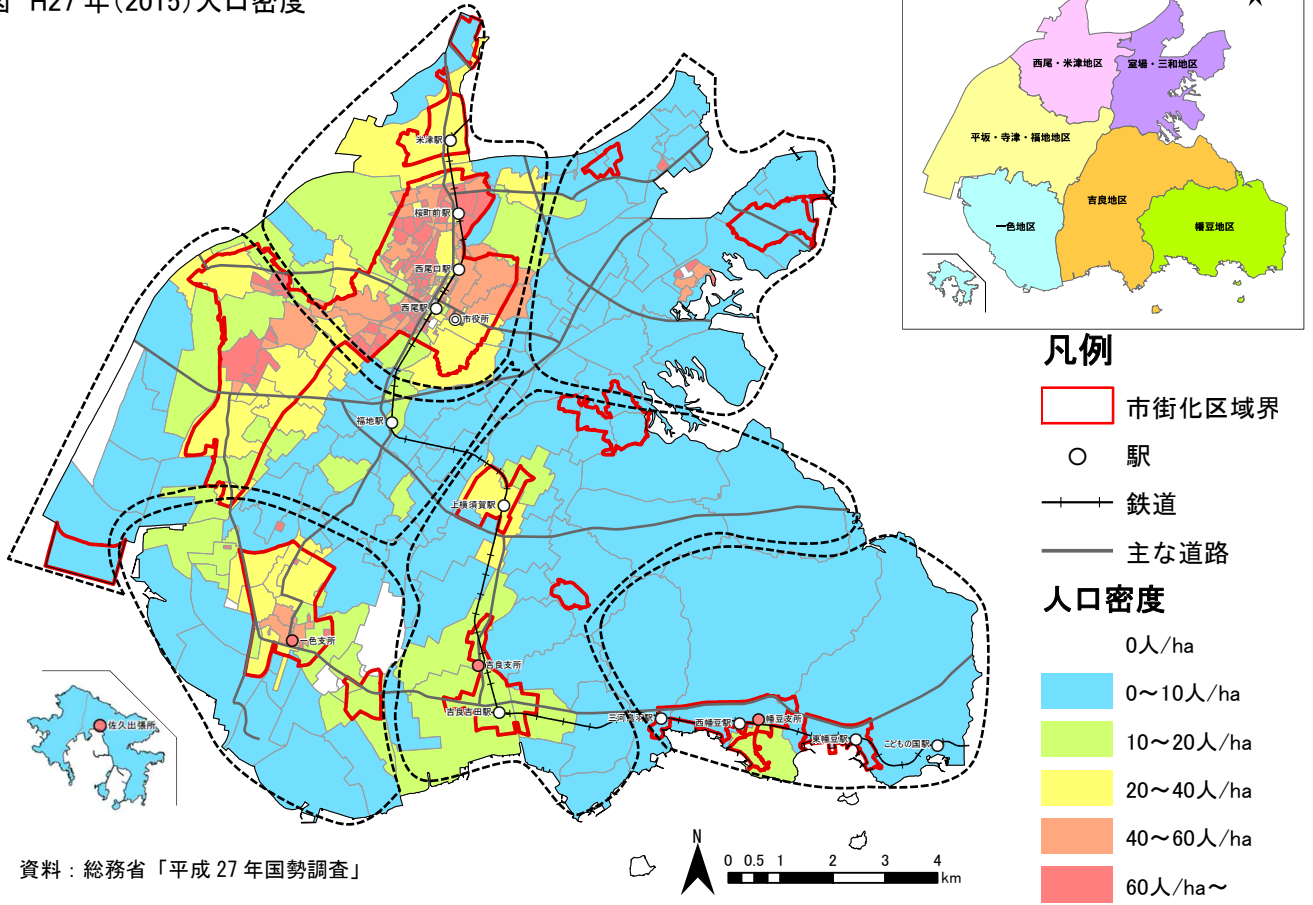 図 H27年(2015)人口密度
西尾・米津地区
室場・三和地区
平坂・寺津・福地地区
吉良地区
一色地区
幡豆地区
米津駅
桜町前駅
西尾口駅
西尾駅
市役所
福地駅
上横須賀駅
一色支所
吉良支所
吉良吉田駅
三河鳥羽駅
西幡豆駅
幡豆支所
東幡豆駅
こどもの国駅
佐久出張所
凡例
市街化区域界
駅
鉄道
主な道路
人口密度
0人/ha
0～10人/ha
10～20人/ha
20～40人/ha
40～60人/ha
60人/ha～
N
0 0.5 1 2 3 4
km
資料：総務省「平成27年国勢調査」